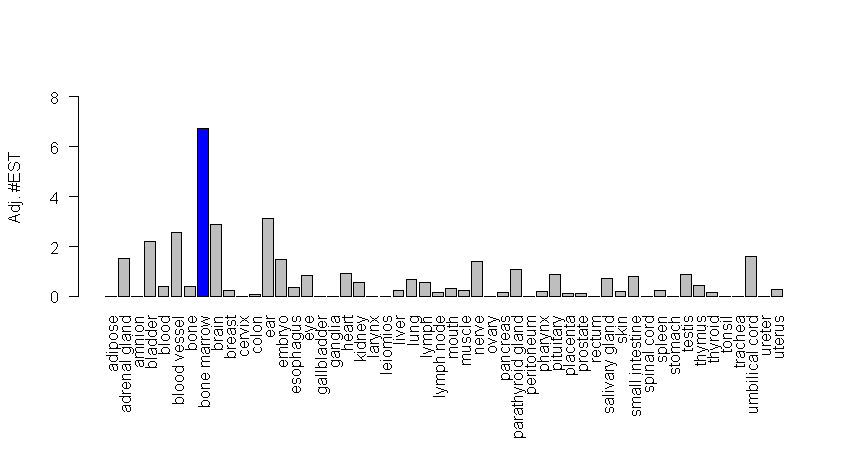 Adj. #EST
8
6
4
2
0
adipose
adrenal gland
amnion
bladder
blood
blood vessel
bone
bone marrow
brain
breast
cervix
colon
ear
embryo
esophagus
eye
gallbladder
ganglia
heart
kidney
larynx
leiomios
liver
lung
lymph
lymph node
mouth
muscle
nerve
ovary
pancreas
parathyroid gland
peritoneum
pharynx
pituitary
placenta
prostate
rectum
salivary gland
skin
small intestine
spinal cord
spleen
stomach
testis
thymus
thyroid
tonsil
trachea
umbilical cord
ureter
uterus